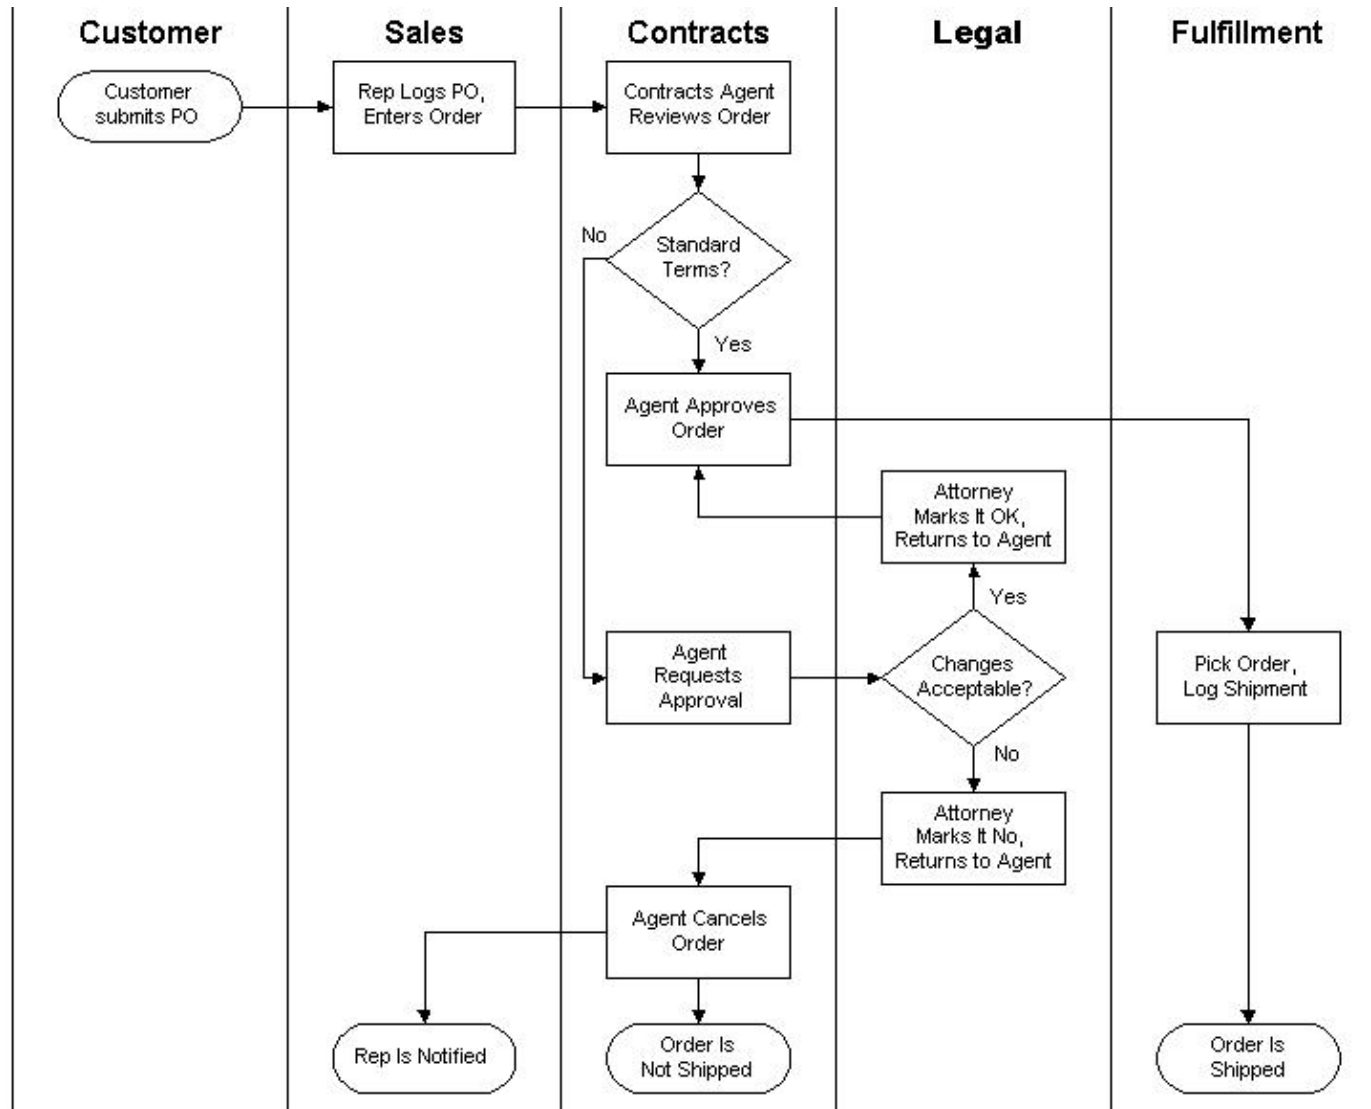 Customer
Sales
Contracts
Legal
Fulfillment
Customer
submits PO
Rep Logs PO,
Enters Order
Contracts Agent
Reviews Order
No
Standard
Terms?
Yes
Agent Approves
Order
Attorney
Marks It OK,
Returns to Agent
Yes
Agent
Requests
Approval
Changes
Acceptable?
Pick Order,
Log Shipment
No
Attorney
Marks It No,
Returns to Agent
Agent Cancels
Order
Rep Is Notified
Order Is
Not Shipped
Order Is
Shipped